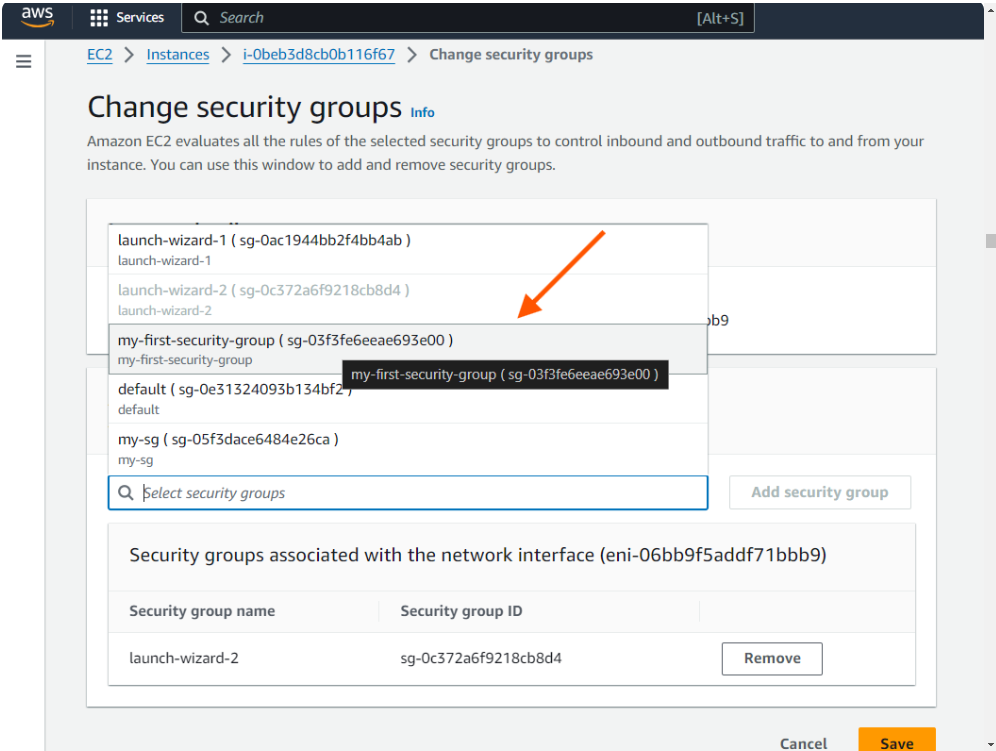 aws
Services
Search
[Alt+S]
EC2 > Instances > i-0beb3d8cb0b116f67 > Change security groups
Change security groups Info
Amazon EC2 evaluates all the rules of the selected security groups to control inbound and outbound traffic to and from your
instance. You can use this window to add and remove security groups.
launch-wizard-1 ( sg-0ac1944bb2f4bb4ab )
launch-wizard-1
launch-wizard-2 ( sg-0c372a6f9218cb8d4 )
launch-wizard-2
bb9
my-first-security-group ( sg-03f3fe6eeae693e00 )
my-first-security-group
my-first-security-group ( sg-03f3fe6eeae693e00 )
default ( sg-0e31324093b134bf2 )
default
my-sg ( sg-05f3dace6484e26ca )
my-sg
Select security groups
Add security group
Security groups associated with the network interface (eni-06bb9f5addf71bbb9)
Security group name
Security group ID
launch-wizard-2
sg-0c372a6f9218cb8d4
Remove
Cancel
Save